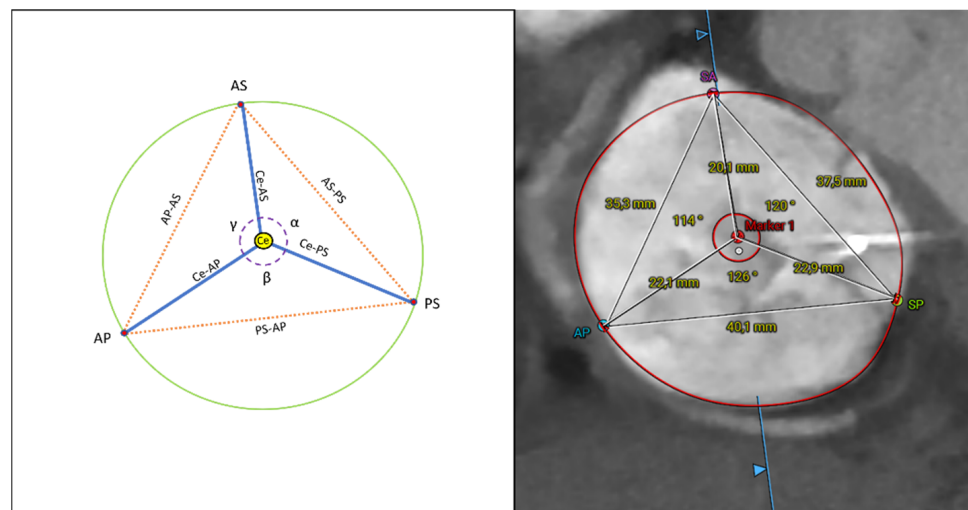 AS
AP-AS
Ce-AS
AS-PS
γ
α
Ce
Ce-AP
Ce-PS
β
AP
PS
PS-AP
SA
20,1 mm
35,3 mm
37,5 mm
114 °
120 °
Marker 1
22,1 mm
126 °
22,9 mm
AP
SP
40,1 mm